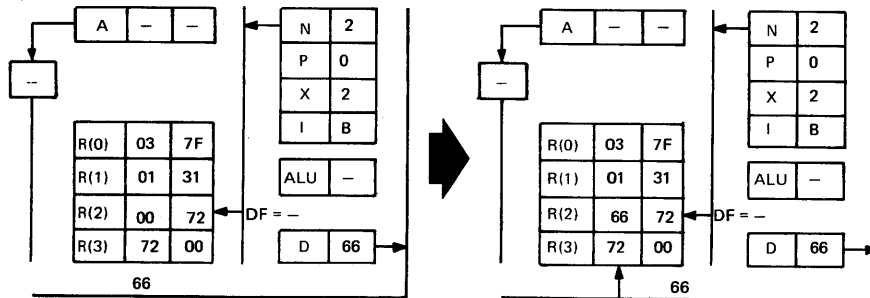 A – –
N 2
P 0
X 2
I B
--
R(0) 03 7F
R(1) 01 31
R(2) 00 72
R(3) 72 00
ALU –
DF = –
D 66
66
A – –
N 2
P 0
X 2
I B
–
R(0) 03 7F
R(1) 01 31
R(2) 66 72
R(3) 72 00
ALU –
DF = –
D 66
66